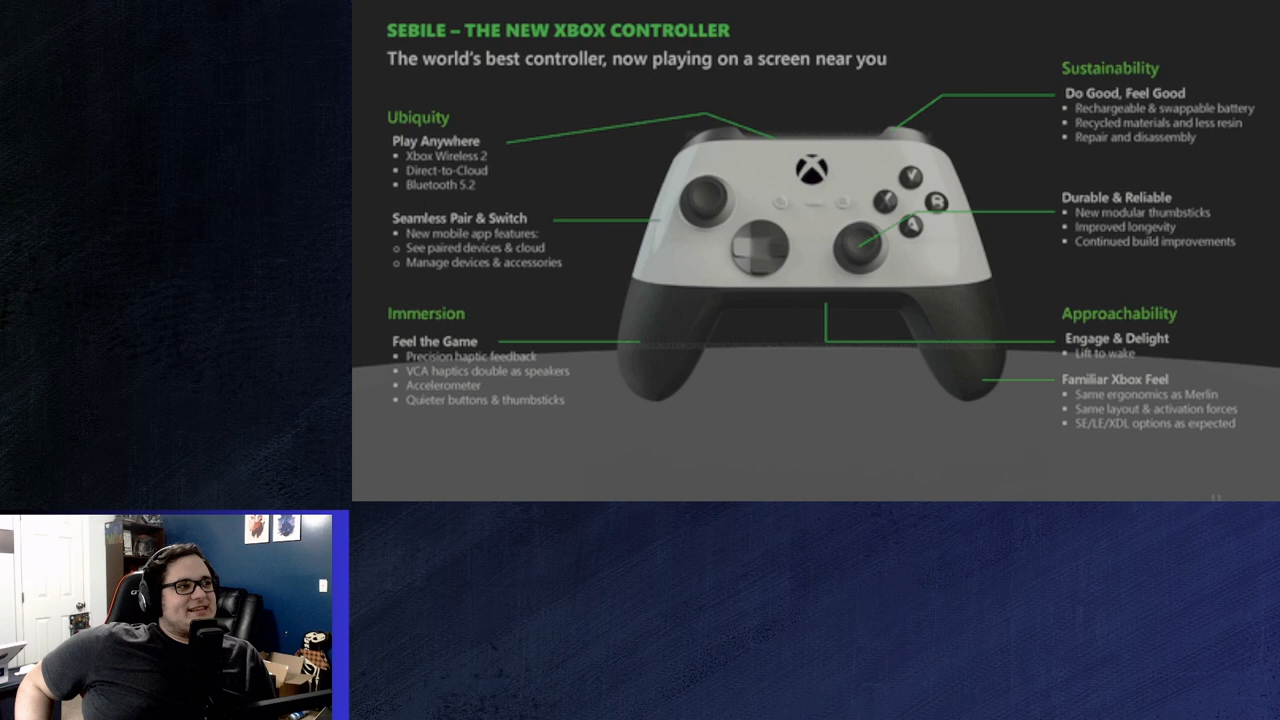 SEBILE – THE NEW XBOX CONTROLLER
The world's best controller, now playing on a screen near you
Ubiquity
Play Anywhere
▪ Xbox Wireless 2
▪ Direct-to-Cloud
▪ Bluetooth 5.2
Seamless Pair & Switch
▪ New mobile app features:
o See paired devices & cloud
o Manage devices & accessories
Immersion
Feel the Game
▪ Precision haptic feedback
▪ VCA haptics double as speakers
▪ Accelerometer
▪ Quieter buttons & thumbsticks
Y
X
B
A
Sustainability
Do Good, Feel Good
▪ Rechargeable & swappable battery
▪ Recycled materials and less resin
▪ Repair and disassembly
Durable & Reliable
▪ New modular thumbsticks
▪ Improved longevity
▪ Continued build improvements
Approachability
Engage & Delight
▪ Lift to wake
Familiar Xbox Feel
▪ Same ergonomics as Merlin
▪ Same layout & activation forces
▪ SE/LE/XDL options as expected